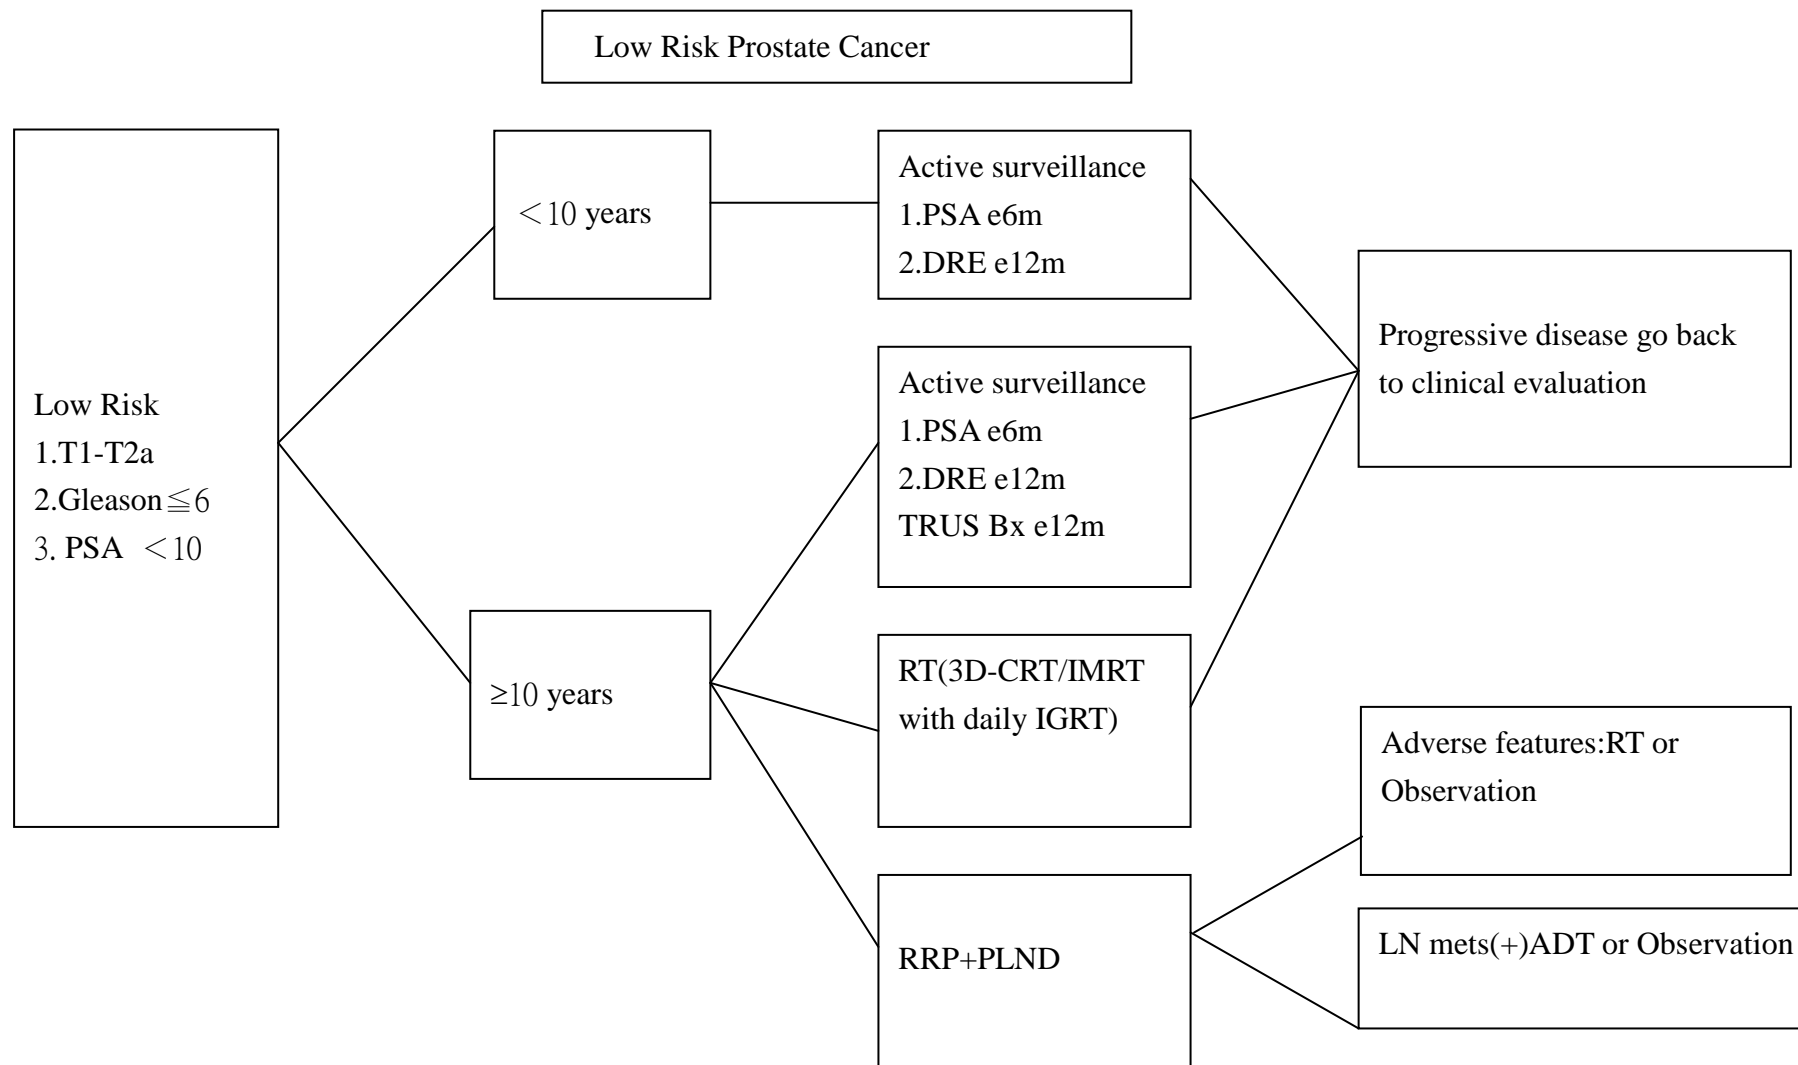 Low Risk Prostate Cancer
Low Risk
1.T1-T2a
2.Gleason≦6
3. PSA ＜10
＜10 years
≥10 years
Active surveillance
1.PSA e6m
2.DRE e12m
Active surveillance
1.PSA e6m
2.DRE e12m
TRUS Bx e12m
RT(3D-CRT/IMRT
with daily IGRT)
RRP+PLND
Progressive disease go back
to clinical evaluation
Adverse features:RT or
Observation
LN mets(+)ADT or Observation